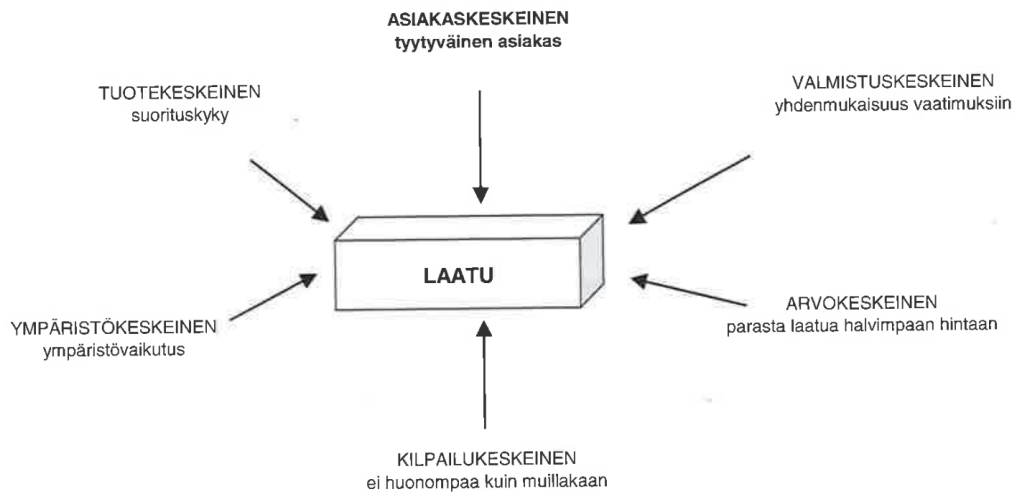 ASIAKASKESKEINEN
tyytyväinen asiakas
TUOTEKESKEINEN
suorituskyky
VALMISTUSKESKEINEN
yhdenmukaisuus vaatimuksiin
LAATU
YMPÄRISTÖKESKEINEN
ympäristövaikutus
ARVOKESKEINEN
parasta laatua halvimpaan hintaan
KILPAILUKESKEINEN
ei huonompaa kuin muillakaan